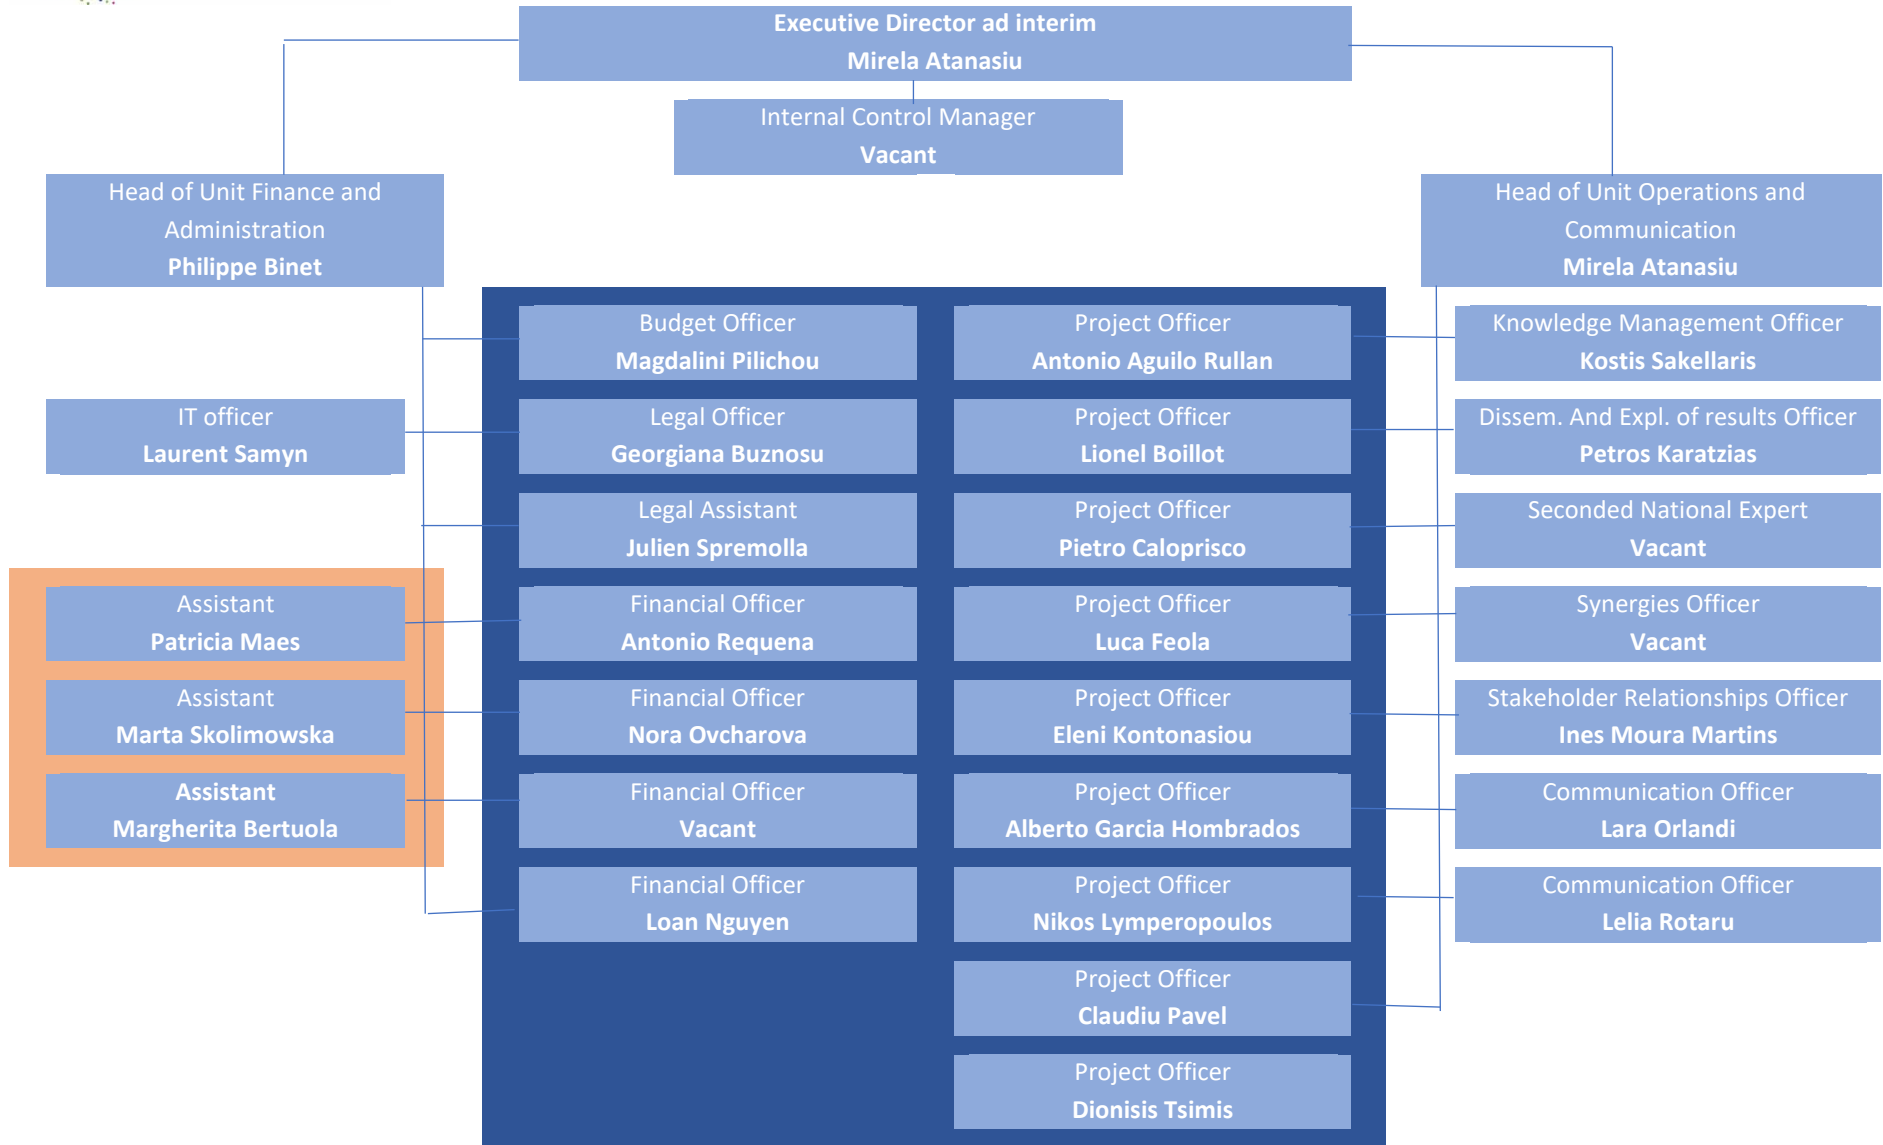 Executive Director ad interim
Mirela Atanasiu
Internal Control Manager
Vacant
Head of Unit Finance and
Administration
Philippe Binet
Head of Unit Operations and
Communication
Mirela Atanasiu
Budget Officer
Magdalini Pilichou
Project Officer
Antonio Aguilo Rullan
Knowledge Management Officer
Kostis Sakellaris
IT officer
Laurent Samyn
Legal Officer
Georgiana Buznosu
Project Officer
Lionel Boillot
Dissem. And Expl. of results Officer
Petros Karatzias
Legal Assistant
Julien Spremolla
Project Officer
Pietro Caloprisco
Seconded National Expert
Vacant
Assistant
Patricia Maes
Financial Officer
Antonio Requena
Project Officer
Luca Feola
Synergies Officer
Vacant
Assistant
Marta Skolimowska
Financial Officer
Nora Ovcharova
Project Officer
Eleni Kontonasiou
Stakeholder Relationships Officer
Ines Moura Martins
Assistant
Margherita Bertuola
Financial Officer
Vacant
Project Officer
Alberto Garcia Hombrados
Communication Officer
Lara Orlandi
Financial Officer
Loan Nguyen
Project Officer
Nikos Lymperopoulos
Communication Officer
Lelia Rotaru
Project Officer
Claudiu Pavel
Project Officer
Dionisis Tsimis